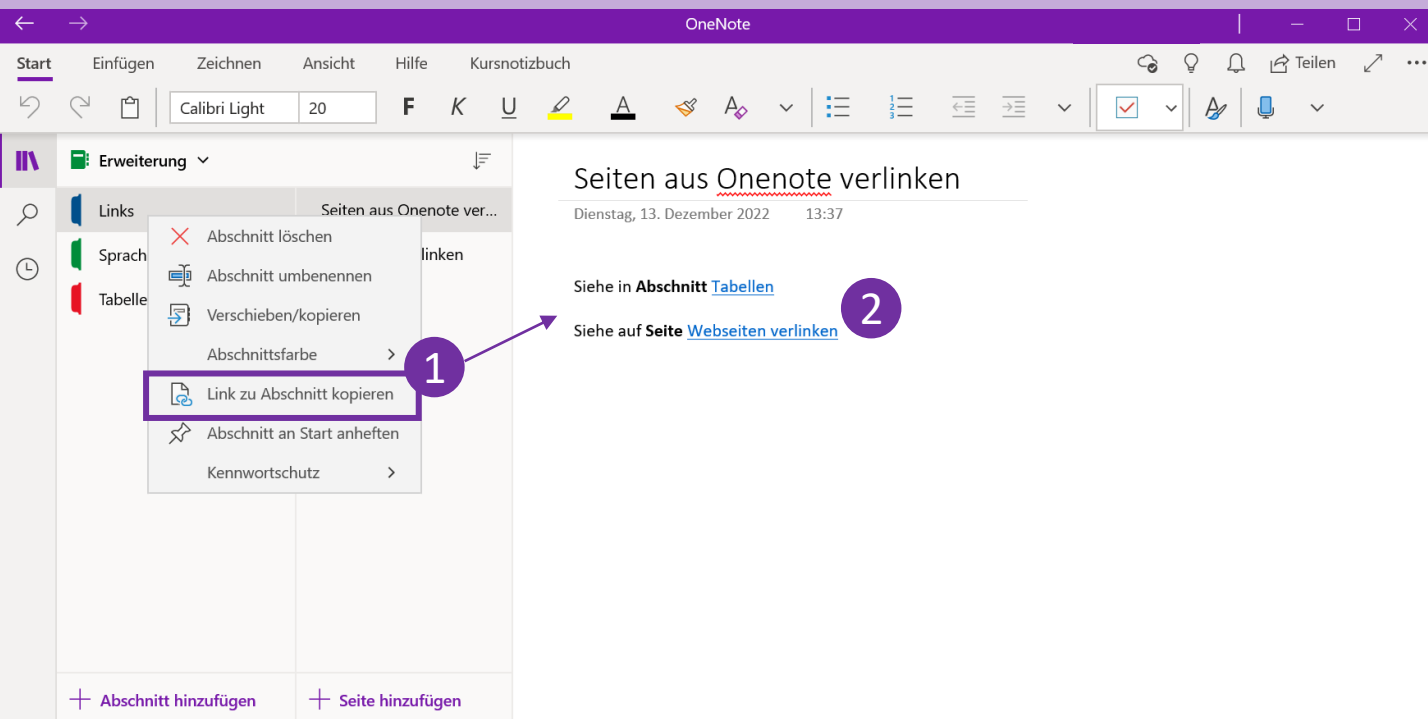 OneNote
Start Einfügen Zeichnen Ansicht Hilfe Kursnotizbuch Teilen
Calibri Light 20 F K U A A
Erweiterung
Links
Sprach
Tabelle
Seiten aus Onenote ver...
linken
Abschnitt löschen
Abschnitt umbenennen
Verschieben/kopieren
Abschnittsfarbe
Link zu Abschnitt kopieren
Abschnitt an Start anheften
Kennwortschutz
1
Seiten aus Onenote verlinken
Dienstag, 13. Dezember 2022 13:37
Siehe in Abschnitt Tabellen
Siehe auf Seite Webseiten verlinken
2
Abschnitt hinzufügen
Seite hinzufügen